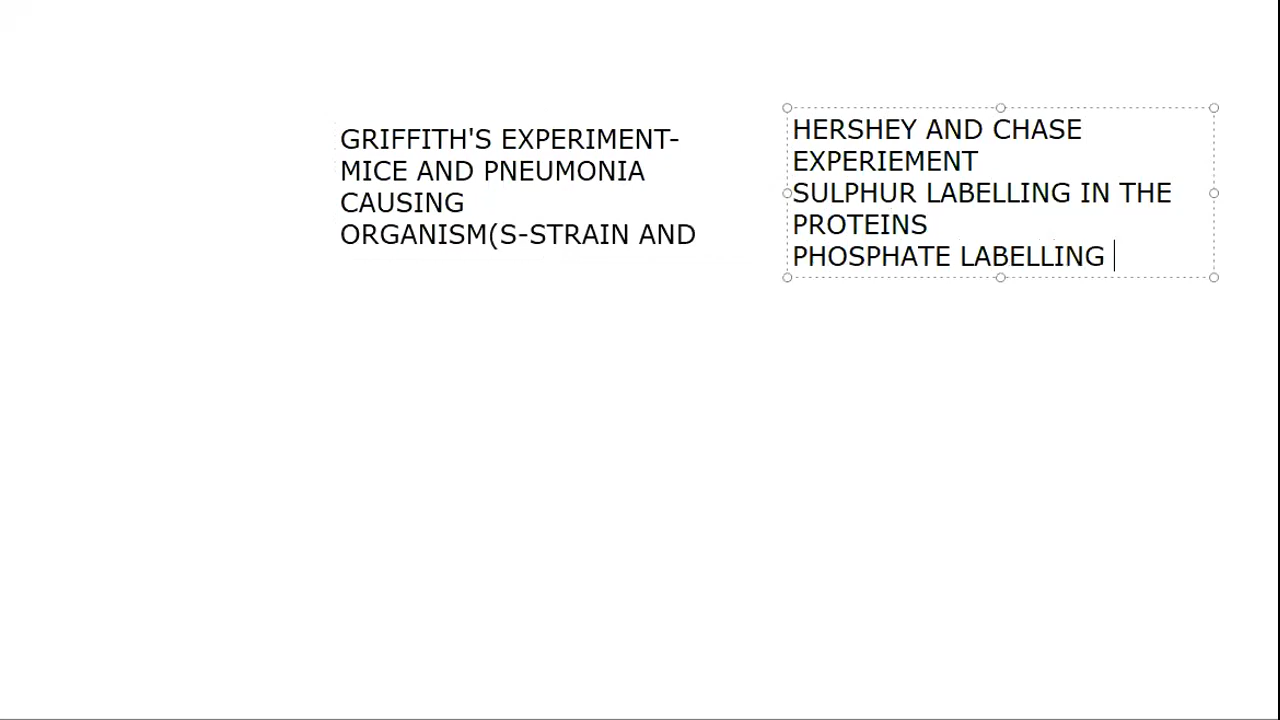 GRIFFITH'S EXPERIMENT-
MICE AND PNEUMONIA
CAUSING
ORGANISM(S-STRAIN AND
HERSHEY AND CHASE
EXPERIEMENT
SULPHUR LABELLING IN THE
PROTEINS
PHOSPHATE LABELLING